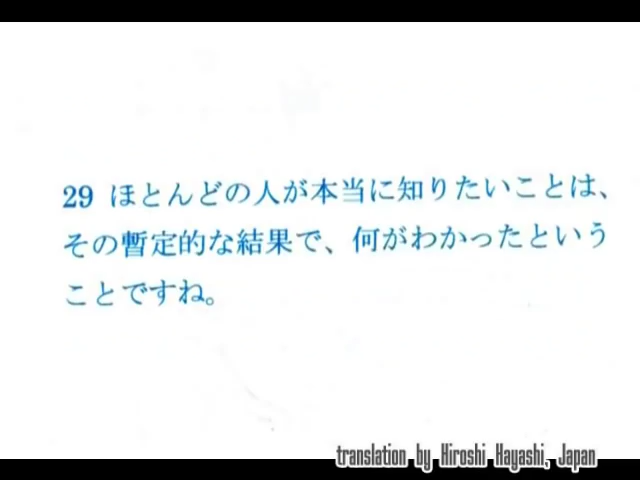 29 ほとんどの人が本当に知りたいことは、
その暫定的な結果で、何がわかったという
ことですね。
translation by Hiroshi Hayashi, Japan